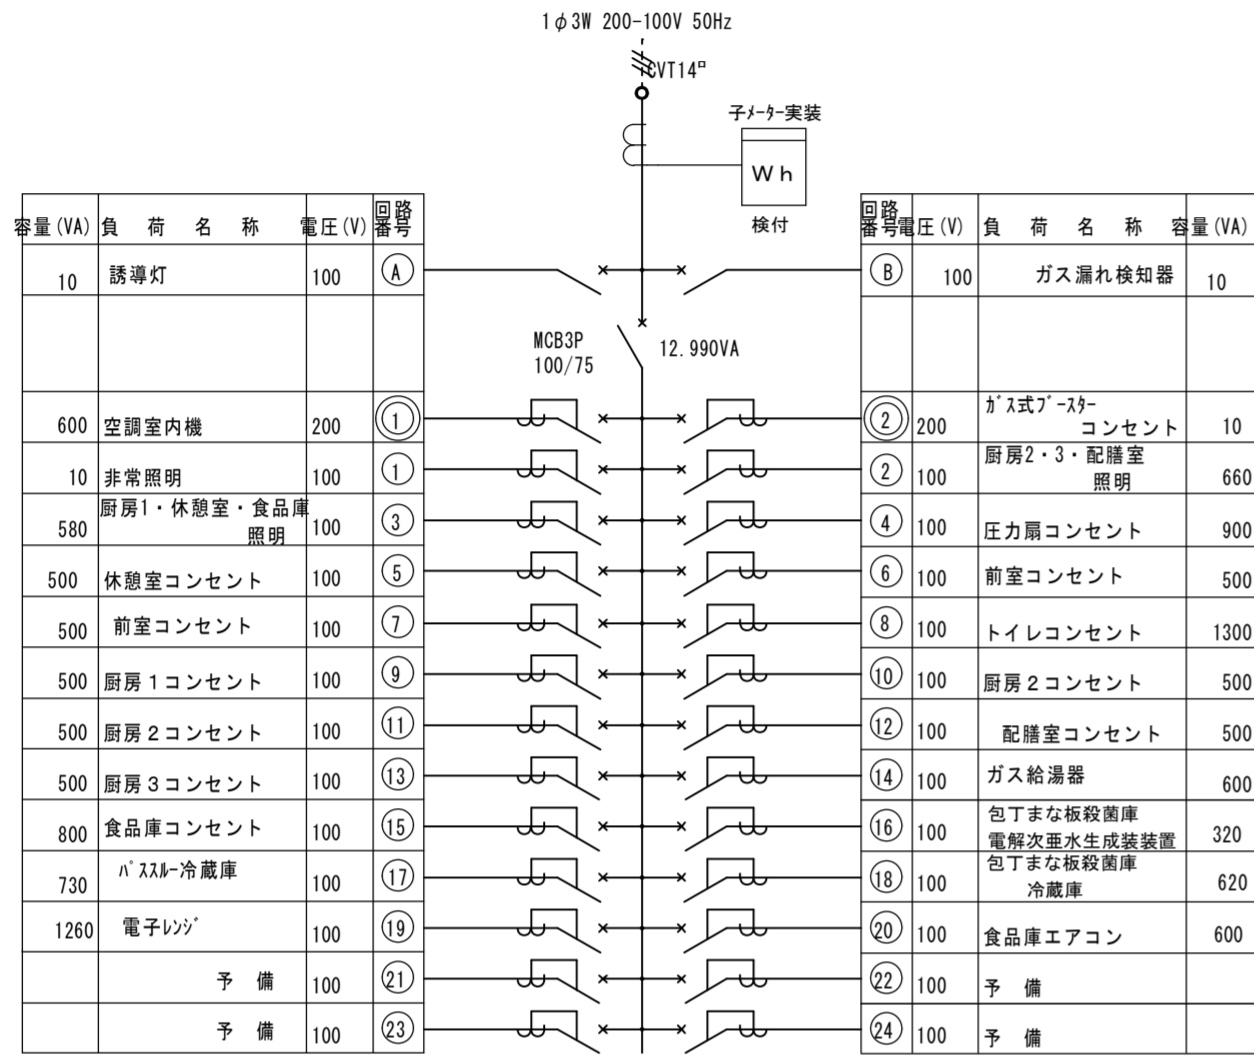 1φ3W 200-100V 50Hz
CVT14□
子ﾒｰﾀｰ実装
Wh
検付
容量(VA) 負荷名称 電圧(V) 回路番号
回路番号 電圧(V) 負荷名称 容量(VA)
10 誘導灯 100 A
B 100 ガス漏れ検知器 10
MCB3P
100/75
12.990VA
600 空調室内機 200 1
2 200 ｶﾞｽ式ﾌﾞｰｽﾀｰ
コンセント 10
10 非常照明 100 1
2 100 厨房2・3・配膳室
照明 660
厨房1・休憩室・食品庫
580 照明 100 3
4 100 圧力扇コンセント 900
500 休憩室コンセント 100 5
6 100 前室コンセント 500
500 前室コンセント 100 7
8 100 トイレコンセント 1300
500 厨房１コンセント 100 9
10 100 厨房２コンセント 500
500 厨房２コンセント 100 11
12 100 配膳室コンセント 500
500 厨房３コンセント 100 13
14 100 ガス給湯器 600
800 食品庫コンセント 100 15
16 100 包丁まな板殺菌庫
電解次亜水生成装装置 320
730 ﾊﾟｽｽﾙｰ冷蔵庫 100 17
18 100 包丁まな板殺菌庫
冷蔵庫 620
1260 電子ﾚﾝｼﾞ 100 19
20 100 食品庫エアコン 600
予備 100 21
22 100 予備
予備 100 23
24 100 予備